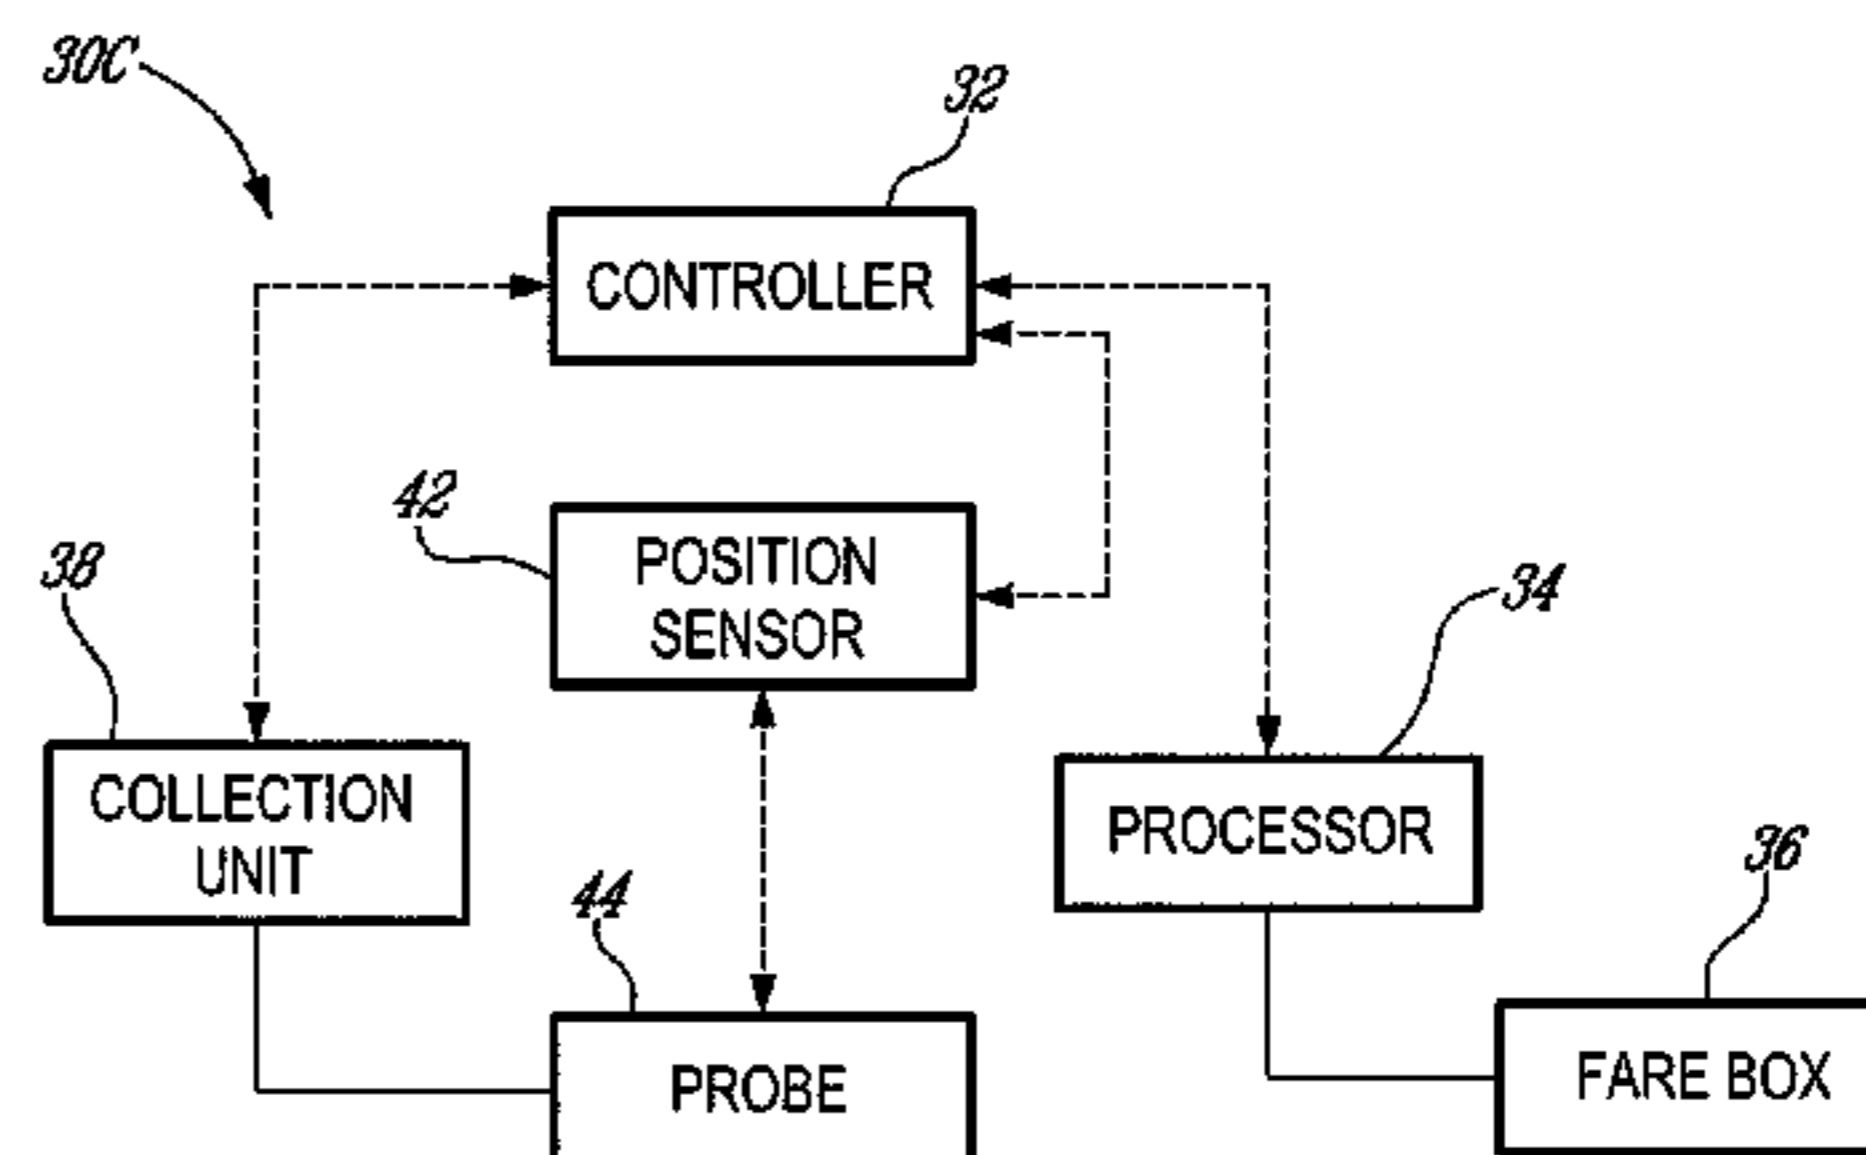 30C
32
CONTROLLER
42
POSITION
SENSOR
38
34
COLLECTION
UNIT
PROCESSOR
36
44
PROBE
FARE BOX